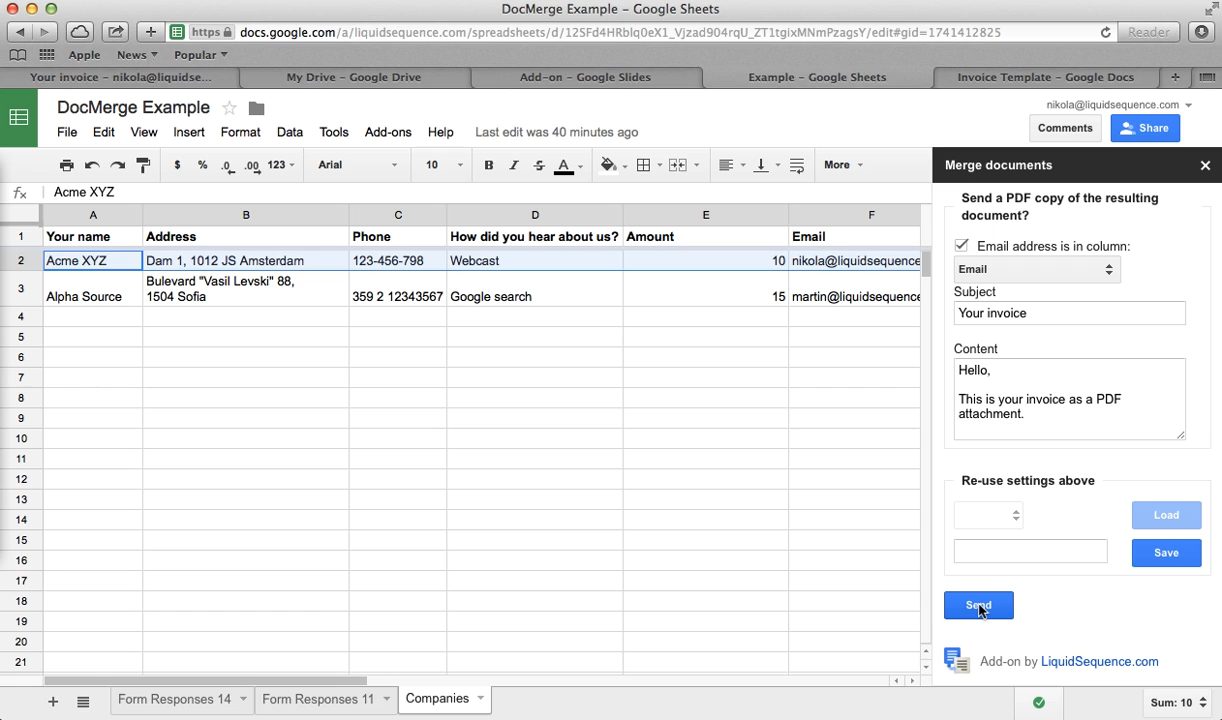 DocMerge Example – Google Sheets
https docs.google.com/a/liquidsequence.com/spreadsheets/d/12SFd4HRbIq0eX1_Vjzad904rqU_ZT1tgixMNmPzagsY/edit#gid=1741412825 Reader
Apple News Popular
Your invoice – nikola@liquidse... My Drive – Google Drive Add-on – Google Slides Example – Google Sheets Invoice Template – Google Docs +
DocMerge Example nikola@liquidsequence.com
File Edit View Insert Format Data Tools Add-ons Help Last edit was 40 minutes ago Comments Share
$ % .0 .00 123 Arial 10 B I S A More
fx Acme XYZ
A B C D E F
1 Your name Address Phone How did you hear about us? Amount Email
2 Acme XYZ Dam 1, 1012 JS Amsterdam 123-456-798 Webcast 10 nikola@liquidsequence
3 Alpha Source Bulevard "Vasil Levski" 88,
1504 Sofia 359 2 12343567 Google search 15 martin@liquidsequence
4
5
6
7
8
9
10
11
12
13
14
15
16
17
18
19
20
21
Merge documents
Send a PDF copy of the resulting
document?
Email address is in column:
Email
Subject
Your invoice
Content
Hello,
This is your invoice as a PDF
attachment.
Re-use settings above
Load
Save
Send
Add-on by LiquidSequence.com
+ Form Responses 14 Form Responses 11 Companies Sum: 10